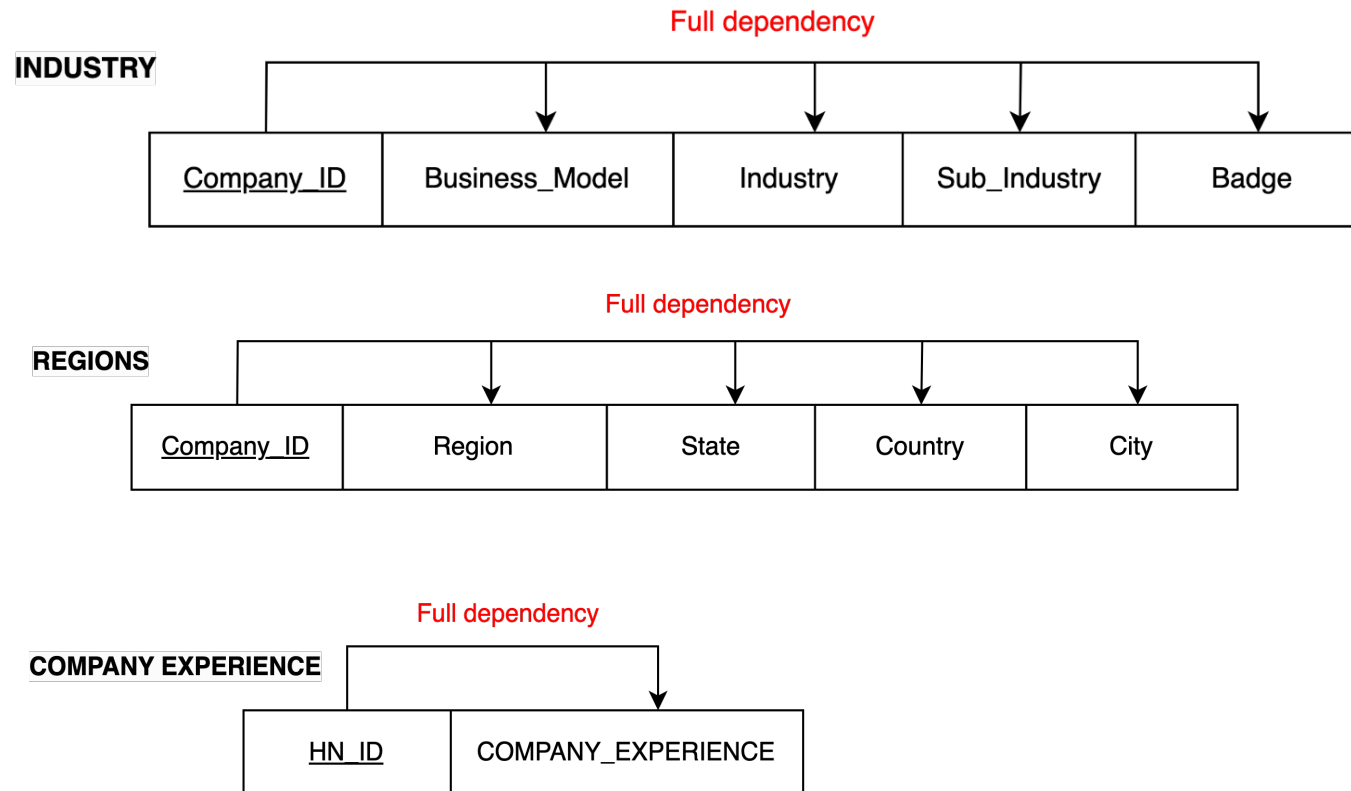 Full dependency
INDUSTRY
Company_ID Business_Model Industry Sub_Industry Badge
Full dependency
REGIONS
Company_ID Region State Country City
Full dependency
COMPANY EXPERIENCE
HN_ID COMPANY_EXPERIENCE